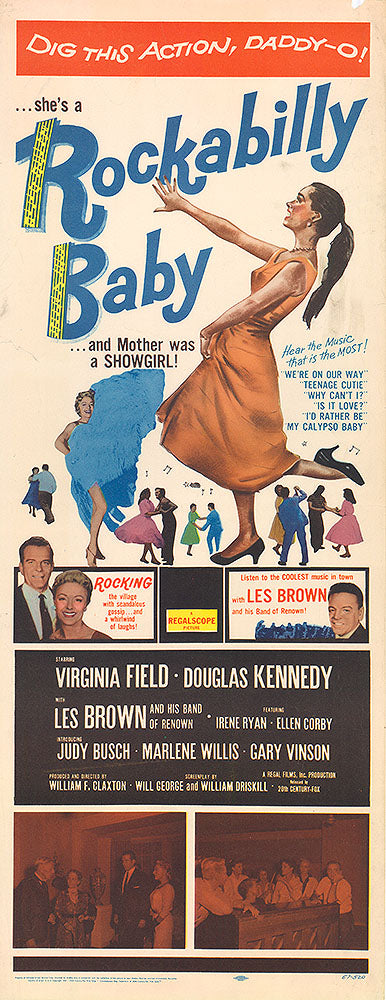 DIG THIS ACTION, DADDY-O!
...she's a
Rockabilly
Baby
...and Mother was
a SHOWGIRL!
Hear the Music
that is the MOST!
"WE'RE ON OUR WAY"
"TEENAGE CUTIE"
"WHY CAN'T I?"
"IS IT LOVE?"
"I'D RATHER BE"
"MY CALYPSO BABY"
ROCKING
the village
with scandalous
gossip...and
a whirlwind
of laughs!
A
REGALSCOPE
PICTURE
Listen to the COOLEST music in town
with LES BROWN
and his Band of Renown!
STARRING
VIRGINIA FIELD · DOUGLAS KENNEDY
WITH
LES BROWN AND HIS BAND OF RENOWN · FEATURING IRENE RYAN · ELLEN CORBY
INTRODUCING
JUDY BUSCH · MARLENE WILLIS · GARY VINSON
PRODUCED AND DIRECTED BY
WILLIAM F. CLAXTON ·
SCREENPLAY BY
WILL GEORGE and WILLIAM DRISKILL ·
A REGAL FILMS, Inc. PRODUCTION
Released by
20th CENTURY-FOX
57-520